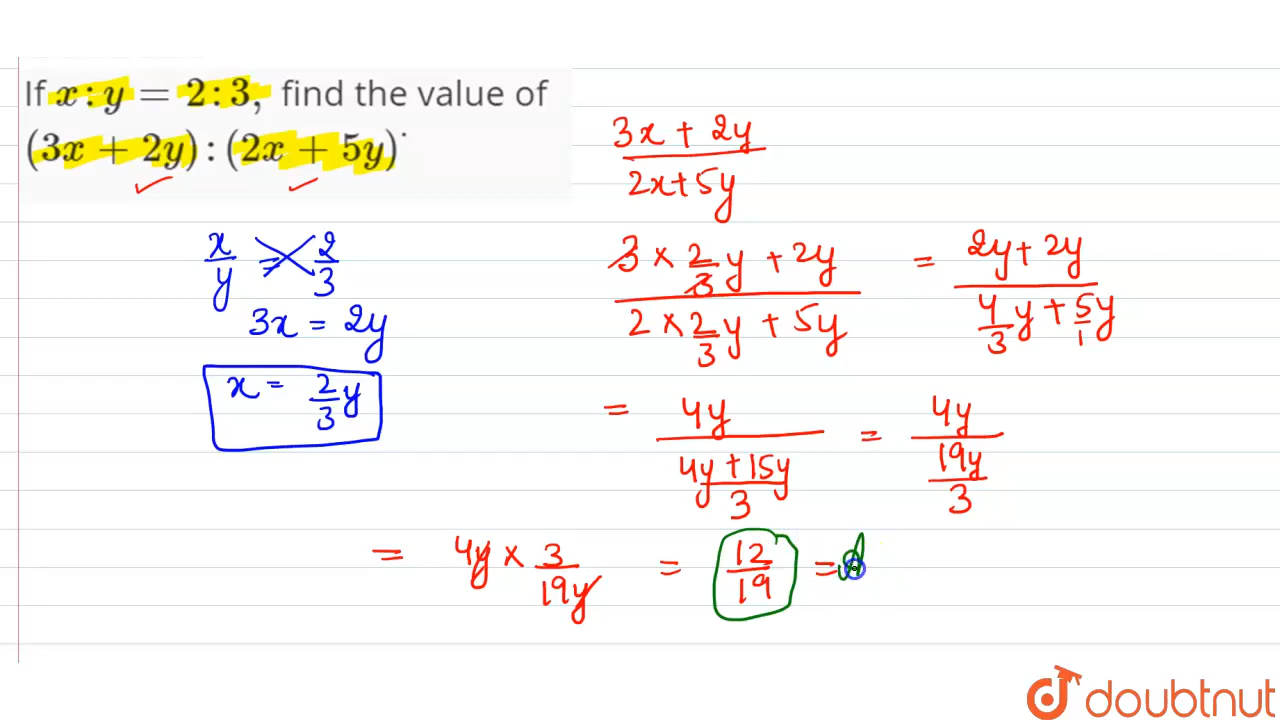 If x : y = 2 : 3, find the value of
(3x + 2y) : (2x + 5y)˙
x/y = 2/3
3x = 2y
x = 2/3 y
(3x + 2y)/(2x + 5y)
(3 × 2/3 y + 2y)/(2 × 2/3 y + 5y) = (2y + 2y)/(4/3 y + 5/1 y)
= 4y/((4y + 15y)/3) = 4y/(19y/3)
= 4y × 3/19y = 12/19 =
doubtnut